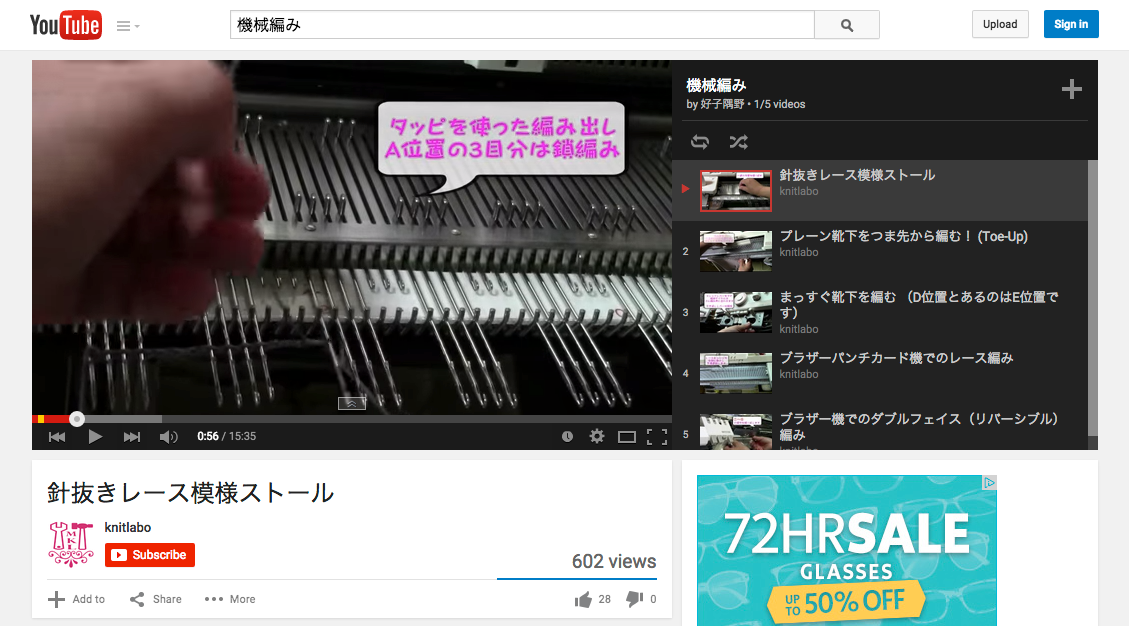 YouTube
機械編み
Upload
Sign in
タッピを使った編み出し
A位置の3目分は鎖編み
0:56 / 15:35
機械編み
by 好子隅野 • 1/5 videos
針抜きレース模様ストール
knitlabo
2
プレーン靴下をつま先から編む！ (Toe-Up)
knitlabo
3
まっすぐ靴下を編む （D位置とあるのはE位置で
す）
knitlabo
4
ブラザーパンチカード機でのレース編み
knitlabo
5
ブラザー機でのダブルフェイス（リバーシブル）
編み
針抜きレース模様ストール
knitlabo
Subscribe
602 views
Add to
Share
More
28
0
72HRSALE
GLASSES
UP TO 50% OFF